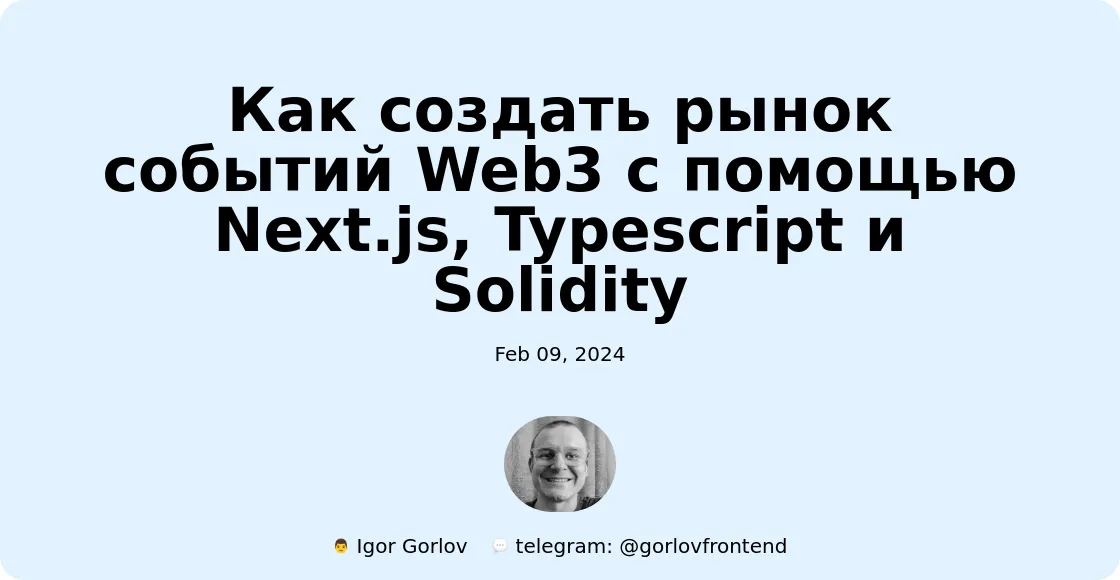 Как создать рынок
событий Web3 с помощью
Next.js, Typescript и
Solidity
Feb 09, 2024
Igor Gorlov telegram: @gorlovfrontend